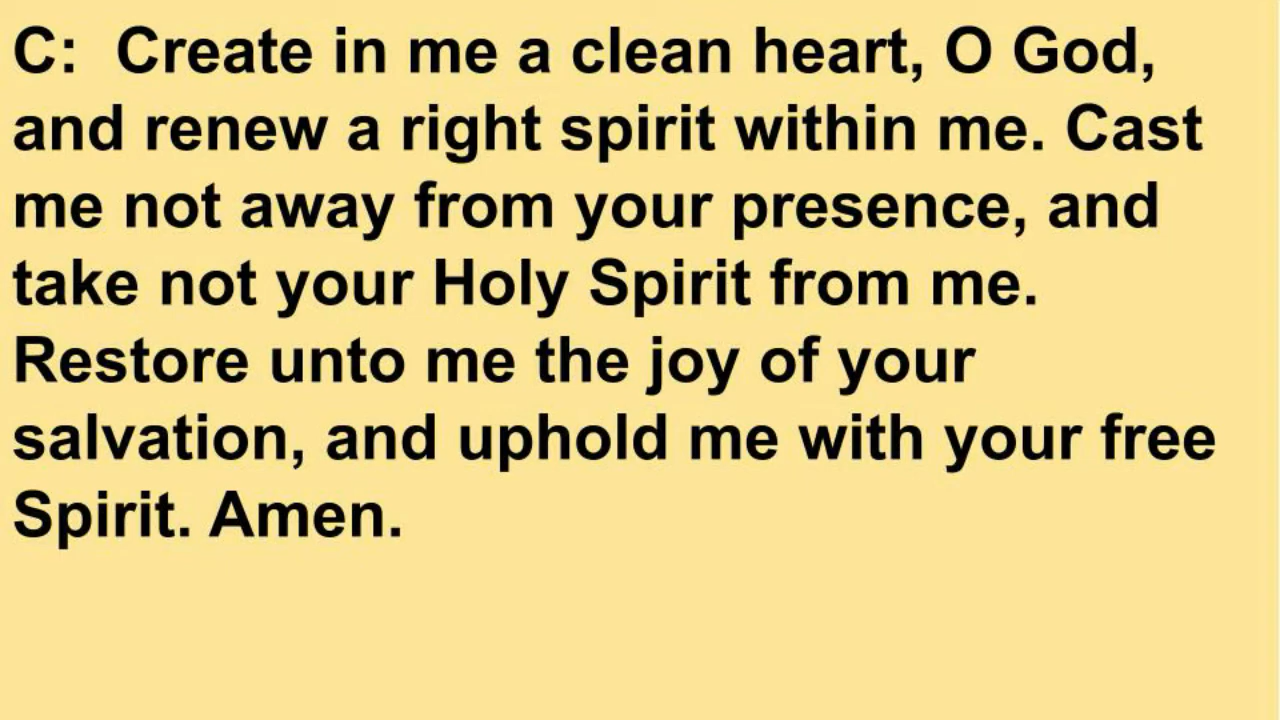 C:  Create in me a clean heart, O God,
and renew a right spirit within me. Cast
me not away from your presence, and
take not your Holy Spirit from me.
Restore unto me the joy of your
salvation, and uphold me with your free
Spirit. Amen.